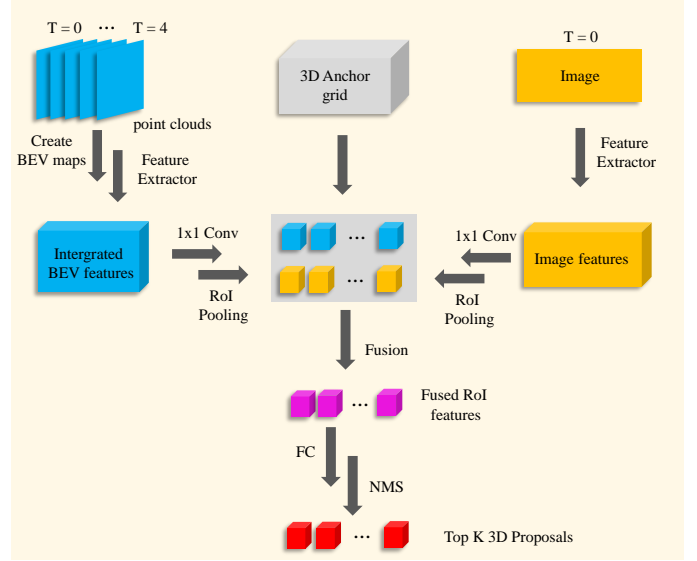 T = 0 ... T = 4
T = 0
3D Anchor
grid
Image
point clouds
Create
BEV maps
Feature
Extractor
Feature
Extractor
Intergrated
BEV features
1x1 Conv
RoI
Pooling
...
...
1x1 Conv
RoI
Pooling
Image features
Fusion
...
Fused RoI
features
FC
NMS
...
Top K 3D Proposals